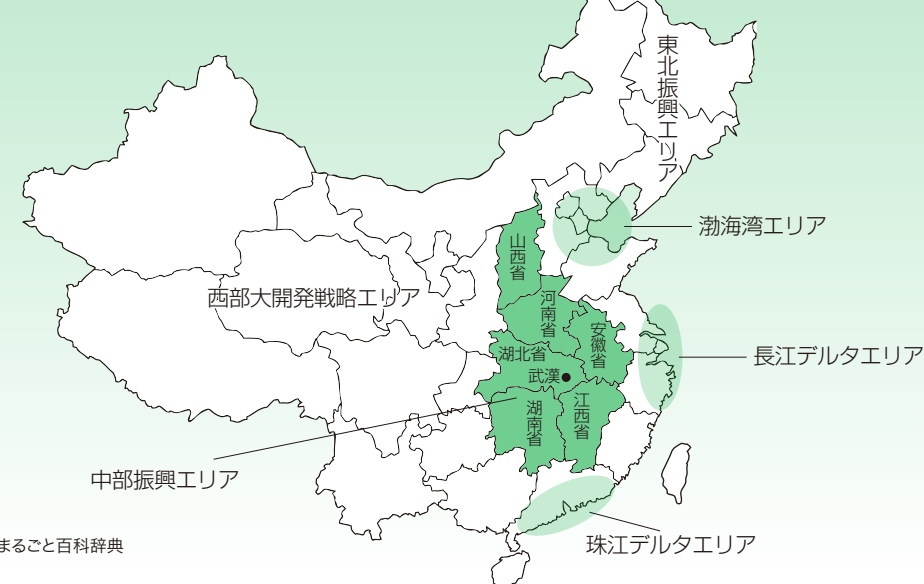 東北振興エリア
渤海湾エリア
山西省
西部大開発戦略エリア
河南省
安徽省
湖北省
長江デルタエリア
武漢
湖南省
江西省
中部振興エリア
珠江デルタエリア
まるごと百科辞典